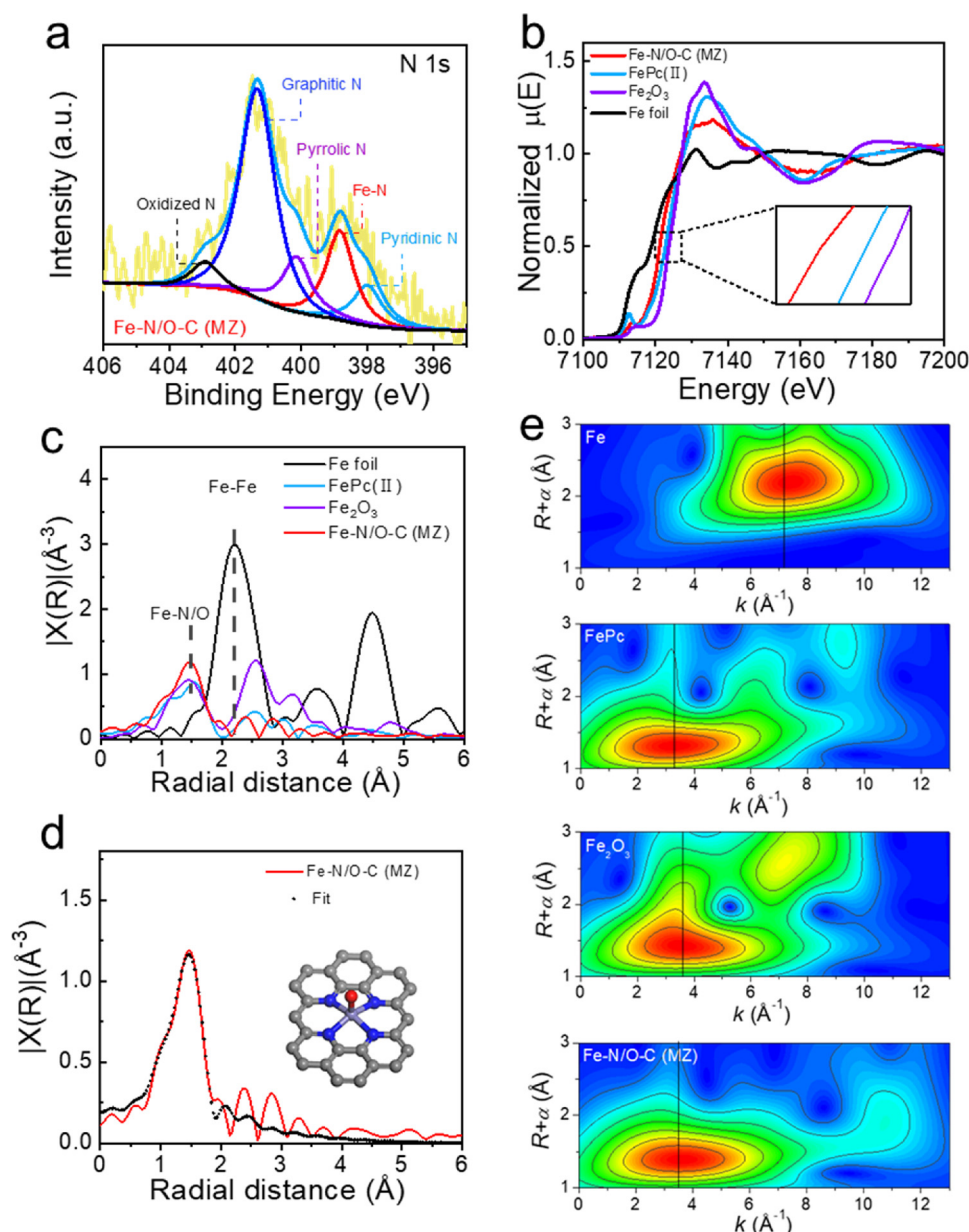 a
N 1s
Graphitic N
Pyrrolic N
Fe-N
Oxidized N
Pyridinic N
Fe-N/O-C (MZ)
Intensity (a.u.)
406 404 402 400 398 396
Binding Energy (eV)
b
Fe-N/O-C (MZ)
FePc(Ⅱ)
Fe₂O₃
Fe foil
Normalized μ(E)
1.5
1.0
0.5
0.0
7100 7120 7140 7160 7180 7200
Energy (eV)
c
Fe foil
FePc(Ⅱ)
Fe₂O₃
Fe-N/O-C (MZ)
Fe-Fe
Fe-N/O
|X(R)|(Å⁻³)
4
3
2
1
0
0 1 2 3 4 5 6
Radial distance (Å)
d
Fe-N/O-C (MZ)
Fit
|X(R)|(Å⁻³)
1.5
1.0
0.5
0.0
0 1 2 3 4 5 6
Radial distance (Å)
e
Fe
R+α (Å)
3
2
1
0 2 4 6 8 10 12
k (Å⁻¹)
FePc
R+α (Å)
3
2
1
0 2 4 6 8 10 12
k (Å⁻¹)
Fe₂O₃
R+α (Å)
3
2
1
0 2 4 6 8 10 12
k (Å⁻¹)
Fe-N/O-C (MZ)
R+α (Å)
3
2
1
0 2 4 6 8 10 12
k (Å⁻¹)